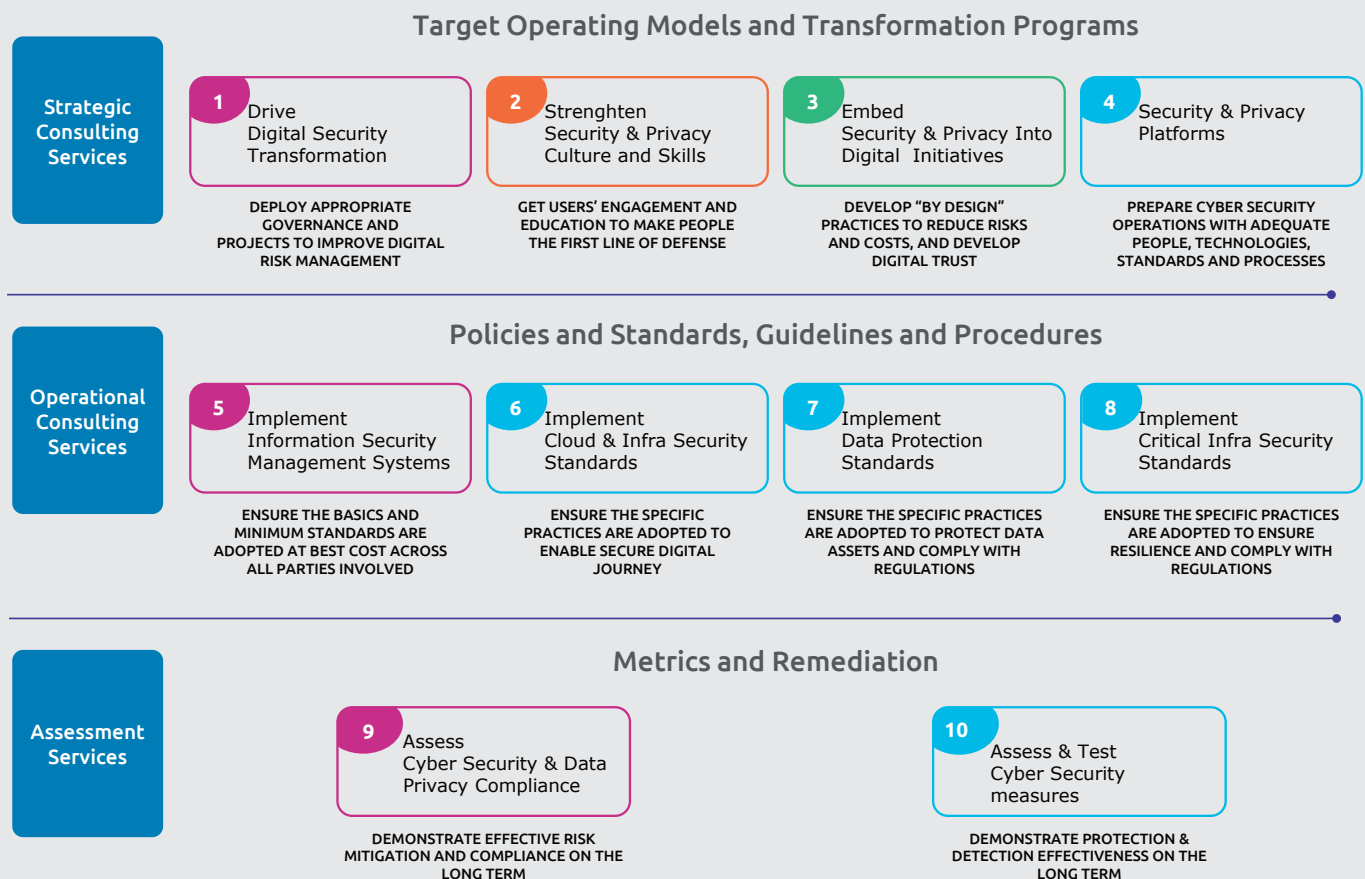 Target Operating Models and Transformation Programs
Strategic
Consulting
Services
1
Drive
Digital Security
Transformation
DEPLOY APPROPRIATE
GOVERNANCE AND
PROJECTS TO IMPROVE DIGITAL
RISK MANAGEMENT
2
Strenghten
Security & Privacy
Culture and Skills
GET USERS’ ENGAGEMENT AND
EDUCATION TO MAKE PEOPLE
THE FIRST LINE OF DEFENSE
3
Embed
Security & Privacy Into
Digital Initiatives
DEVELOP “BY DESIGN”
PRACTICES TO REDUCE RISKS
AND COSTS, AND DEVELOP
DIGITAL TRUST
4
Security & Privacy
Platforms
PREPARE CYBER SECURITY
OPERATIONS WITH ADEQUATE
PEOPLE, TECHNOLOGIES,
STANDARDS AND PROCESSES
Policies and Standards, Guidelines and Procedures
Operational
Consulting
Services
5
Implement
Information Security
Management Systems
ENSURE THE BASICS AND
MINIMUM STANDARDS ARE
ADOPTED AT BEST COST ACROSS
ALL PARTIES INVOLVED
6
Implement
Cloud & Infra Security
Standards
ENSURE THE SPECIFIC
PRACTICES ARE ADOPTED TO
ENABLE SECURE DIGITAL
JOURNEY
7
Implement
Data Protection
Standards
ENSURE THE SPECIFIC PRACTICES
ARE ADOPTED TO PROTECT DATA
ASSETS AND COMPLY WITH
REGULATIONS
8
Implement
Critical Infra Security
Standards
ENSURE THE SPECIFIC PRACTICES
ARE ADOPTED TO ENSURE
RESILIENCE AND COMPLY WITH
REGULATIONS
Metrics and Remediation
Assessment
Services
9
Assess
Cyber Security & Data
Privacy Compliance
DEMONSTRATE EFFECTIVE RISK
MITIGATION AND COMPLIANCE ON THE
LONG TERM
10
Assess & Test
Cyber Security
measures
DEMONSTRATE PROTECTION &
DETECTION EFFECTIVENESS ON THE
LONG TERM